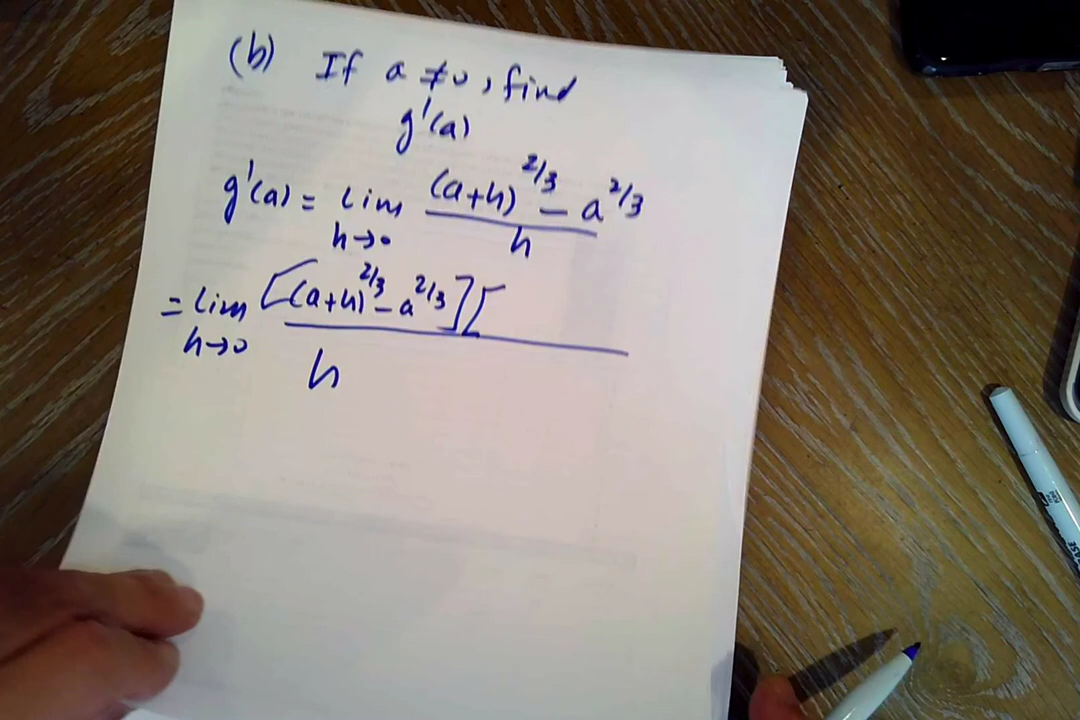 (b) If a ≠ 0, find
g'(a)
g'(a) = lim h→0 (a+h)^2/3 − a^2/3 / h
= lim h→0 [(a+h)^2/3 − a^2/3][ / h